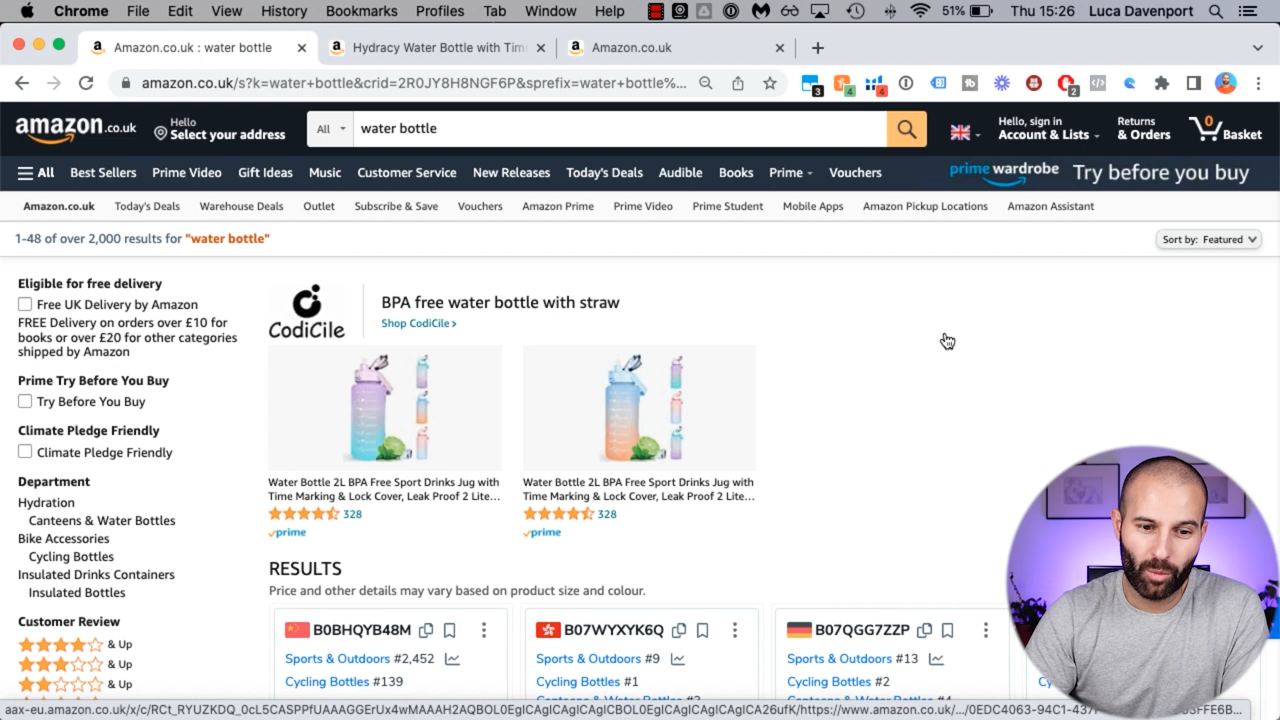 Chrome File Edit View History Bookmarks Profiles Tab Window Help 51% Thu 15:26 Luca Davenport
Amazon.co.uk : water bottle Hydracy Water Bottle with Tim Amazon.co.uk
amazon.co.uk/s?k=water+bottle&crid=2R0JY8H8NGF6P&sprefix=water+bottle%...
3 4 4 2
amazon.co.uk Hello Select your address All water bottle Hello, sign in Account & Lists Returns & Orders 0 Basket
All Best Sellers Prime Video Gift Ideas Music Customer Service New Releases Today's Deals Audible Books Prime Vouchers prime wardrobe Try before you buy
Amazon.co.uk Today's Deals Warehouse Deals Outlet Subscribe & Save Vouchers Amazon Prime Prime Video Prime Student Mobile Apps Amazon Pickup Locations Amazon Assistant
1-48 of over 2,000 results for "water bottle" Sort by: Featured
Eligible for free delivery
Free UK Delivery by Amazon
FREE Delivery on orders over £10 for
books or over £20 for other categories
shipped by Amazon
Prime Try Before You Buy
Try Before You Buy
Climate Pledge Friendly
Climate Pledge Friendly
Department
Hydration
Canteens & Water Bottles
Bike Accessories
Cycling Bottles
Insulated Drinks Containers
Insulated Bottles
Customer Review
& Up
& Up
& Up
CodiCile
BPA free water bottle with straw
Shop CodiCile
Water Bottle 2L BPA Free Sport Drinks Jug with
Time Marking & Lock Cover, Leak Proof 2 Lite...
328
prime
Water Bottle 2L BPA Free Sport Drinks Jug with
Time Marking & Lock Cover, Leak Proof 2 Lite...
328
prime
RESULTS
Price and other details may vary based on product size and colour.
B0BHQYB48M
Sports & Outdoors #2,452
Cycling Bottles #139
B07WYXYK6Q
Sports & Outdoors #9
Cycling Bottles #1
B07QGG7ZZP
Sports & Outdoors #13
Cycling Bottles #2